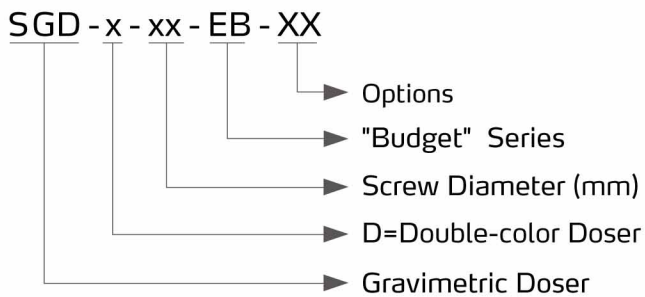 SGD - x - xx - EB - XX
Options
"Budget" Series
Screw Diameter (mm)
D=Double-color Doser
Gravimetric Doser